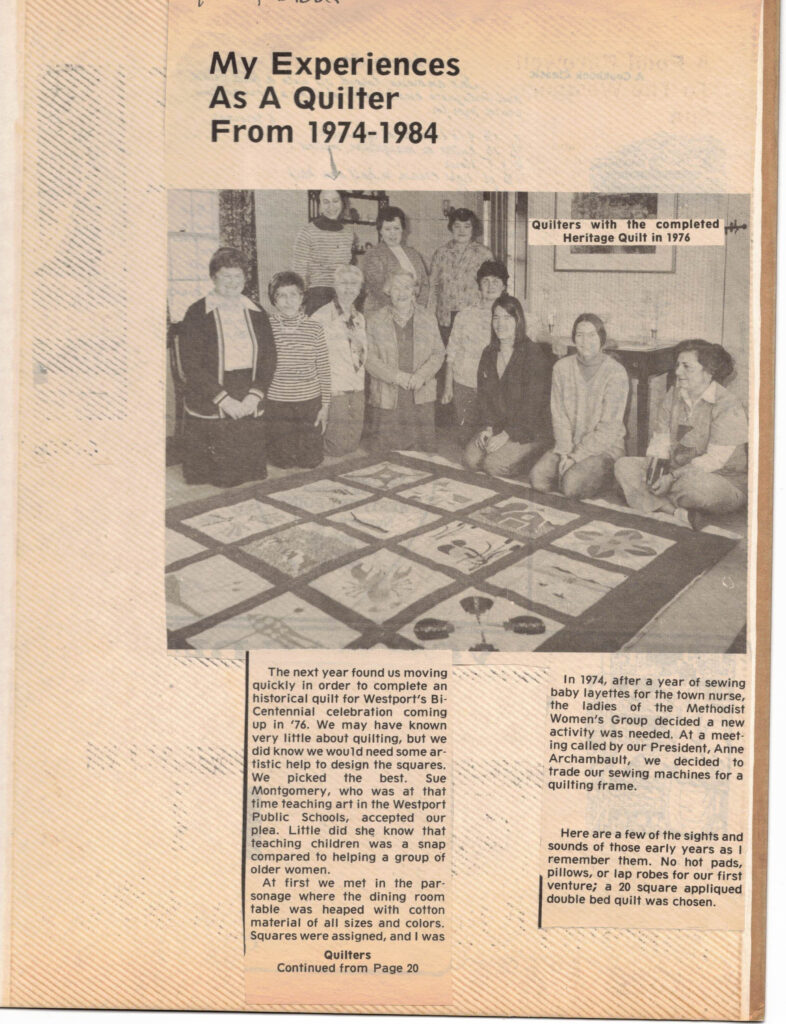 My Experiences
As A Quilter
From 1974-1984
Quilters with the completed
Heritage Quilt in 1976
The next year found us moving
quickly in order to complete an
historical quilt for Westport's Bi-
Centennial celebration coming
up in '76. We may have known
very little about quilting, but we
did know we would need some ar-
tistic help to design the squares.
We picked the best. Sue
Montgomery, who was at that
time teaching art in the Westport
Public Schools, accepted our
plea. Little did she know that
teaching children was a snap
compared to helping a group of
older women.
At first we met in the par-
sonage where the dining room
table was heaped with cotton
material of all sizes and colors.
Squares were assigned, and I was
Quilters
Continued from Page 20
In 1974, after a year of sewing
baby layettes for the town nurse,
the ladies of the Methodist
Women's Group decided a new
activity was needed. At a meet-
ing called by our President, Anne
Archambault, we decided to
trade our sewing machines for a
quilting frame.
Here are a few of the sights and
sounds of those early years as I
remember them. No hot pads,
pillows, or lap robes for our first
venture; a 20 square appliqued
double bed quilt was chosen.